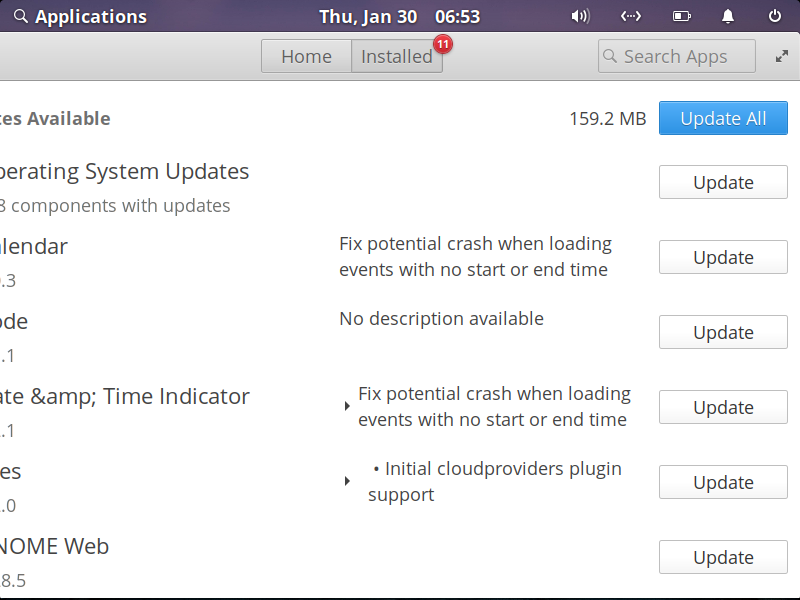 Applications
Thu, Jan 30 06:53
Home
Installed
11
Search Apps
es Available
159.2 MB
Update All
perating System Updates
8 components with updates
Update
lendar
.3
Fix potential crash when loading
events with no start or end time
Update
ode
.1
No description available
Update
ate &amp; Time Indicator
.1
Fix potential crash when loading
events with no start or end time
Update
es
.0
• Initial cloudproviders plugin
support
Update
NOME Web
8.5
Update